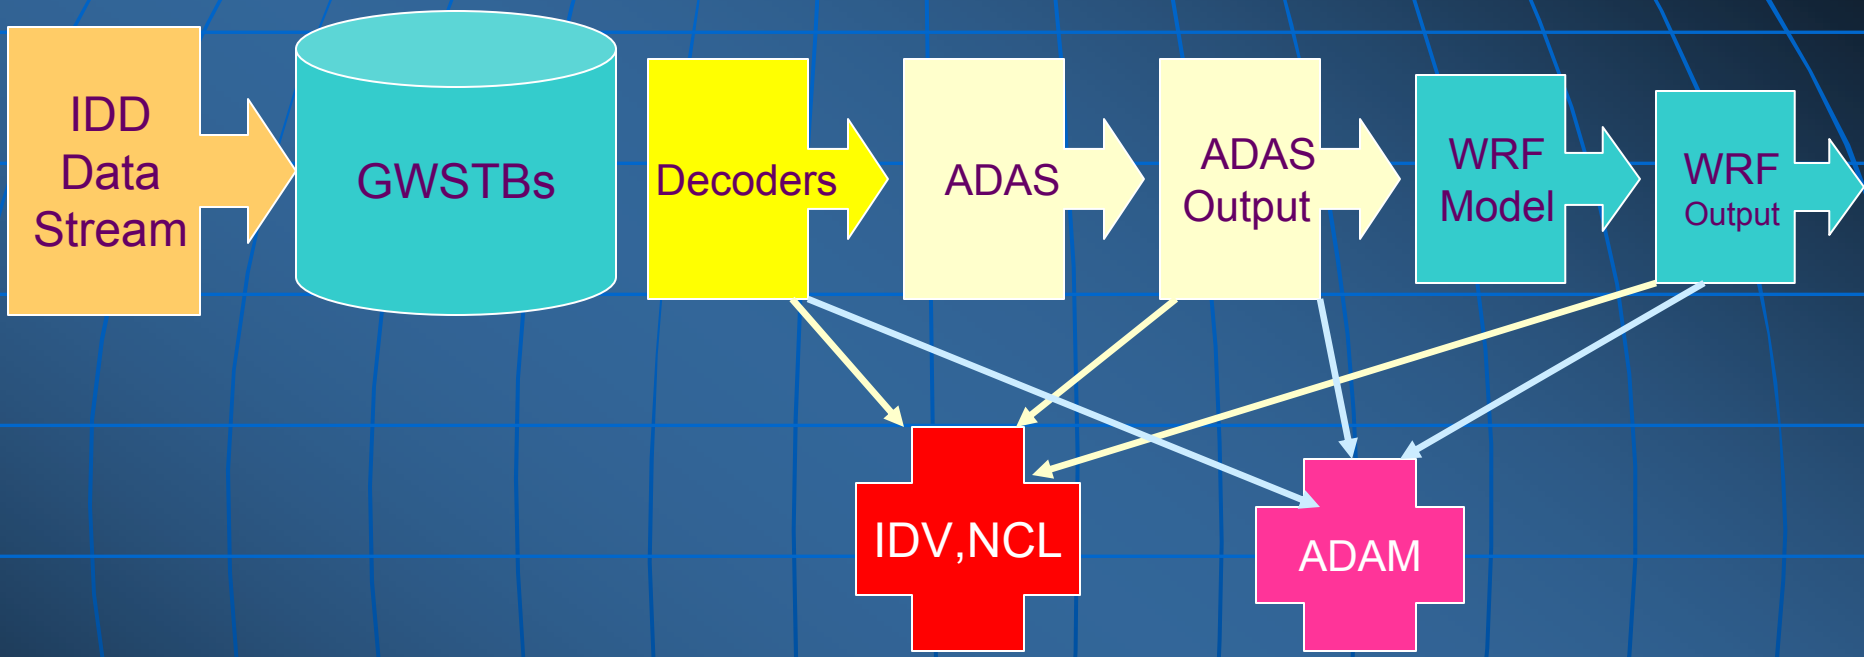 IDD
Data
Stream
GWSTBs
Decoders
ADAS
ADAS
Output
WRF
Model
WRF
Output
IDV,NCL
ADAM